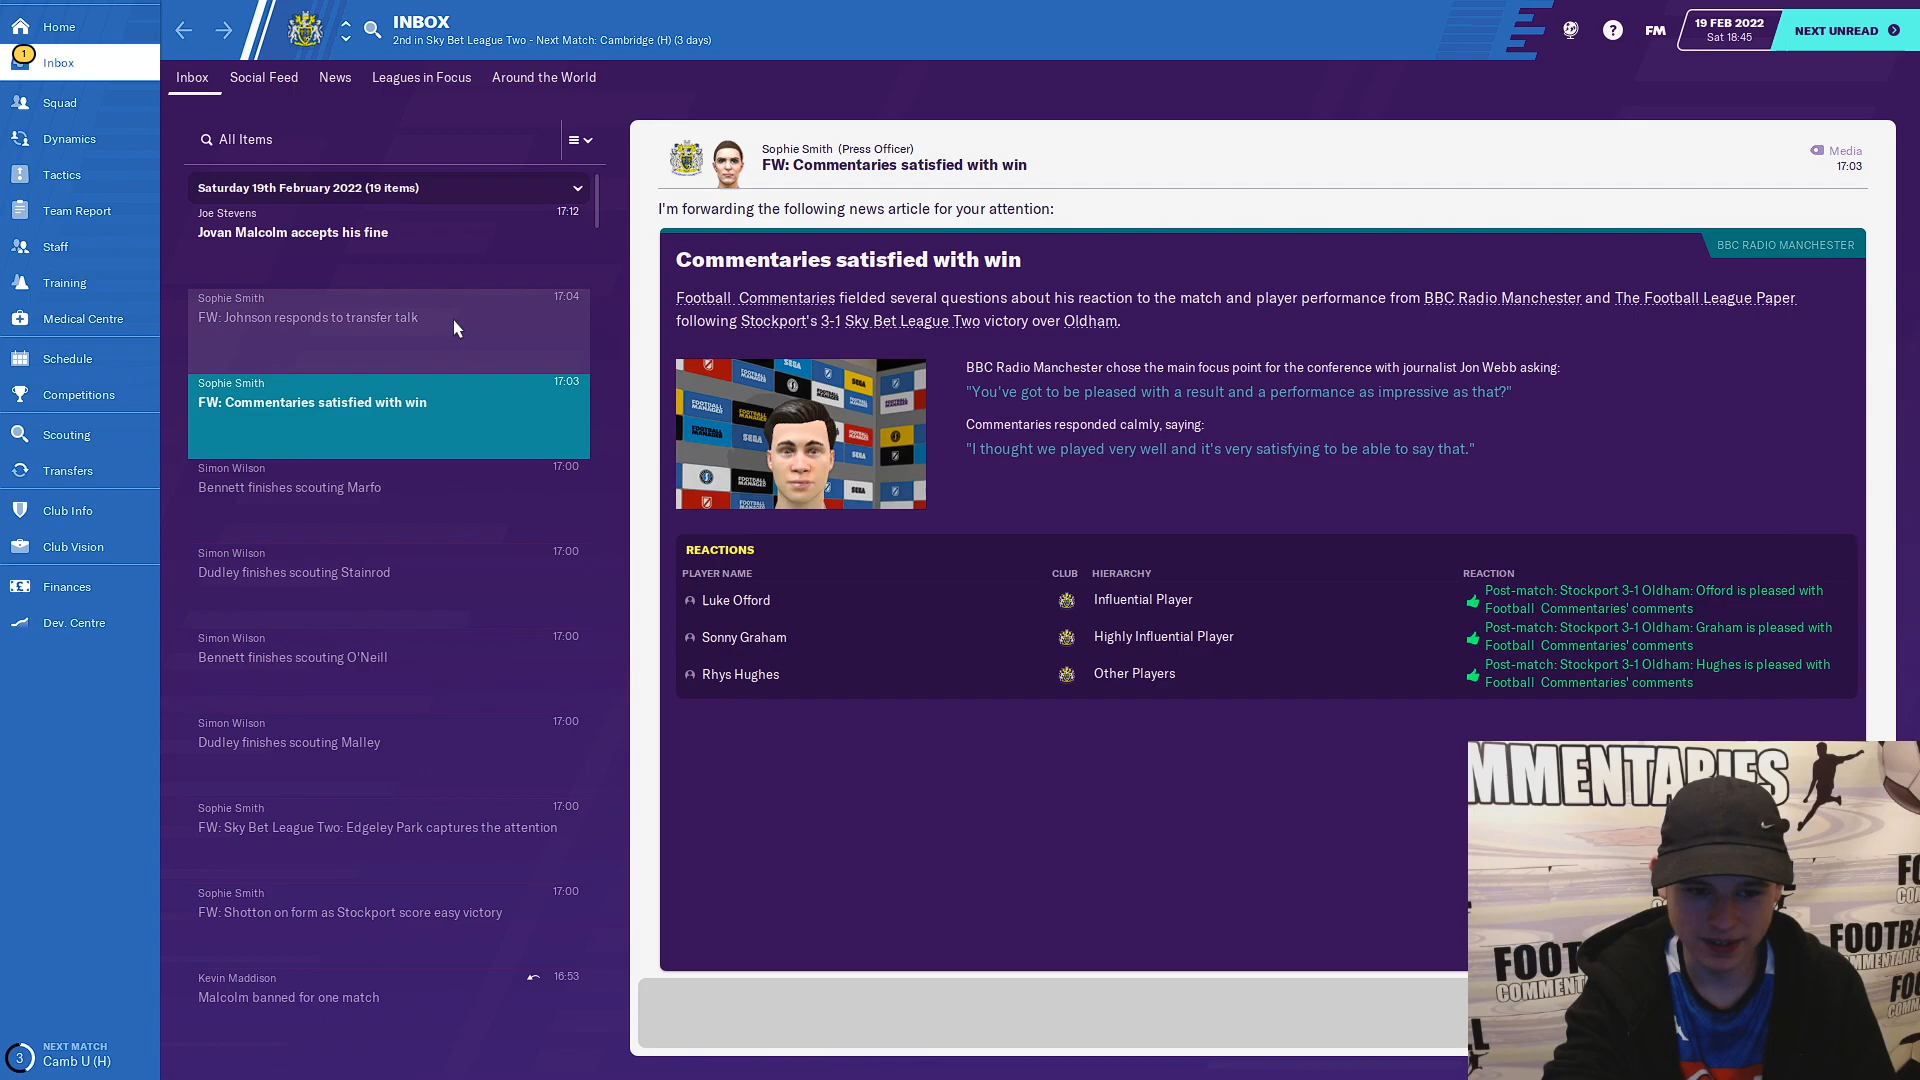 Home
1
Inbox
Squad
Dynamics
Tactics
Team Report
Staff
Training
Medical Centre
Schedule
Competitions
Scouting
Transfers
Club Info
Club Vision
Finances
Dev. Centre
3
NEXT MATCH
Camb U (H)
INBOX
2nd in Sky Bet League Two - Next Match: Cambridge (H) (3 days)
?
FM
19 FEB 2022
Sat 18:45
NEXT UNREAD
Inbox Social Feed News Leagues in Focus Around the World
All Items
Saturday 19th February 2022 (19 items)
Joe Stevens 17:12
Jovan Malcolm accepts his fine
Sophie Smith 17:04
FW: Johnson responds to transfer talk
Sophie Smith 17:03
FW: Commentaries satisfied with win
Simon Wilson 17:00
Bennett finishes scouting Marfo
Simon Wilson 17:00
Dudley finishes scouting Stainrod
Simon Wilson 17:00
Bennett finishes scouting O'Neill
Simon Wilson 17:00
Dudley finishes scouting Malley
Sophie Smith 17:00
FW: Sky Bet League Two: Edgeley Park captures the attention
Sophie Smith 17:00
FW: Shotton on form as Stockport score easy victory
Kevin Maddison 16:53
Malcolm banned for one match
Sophie Smith (Press Officer)
FW: Commentaries satisfied with win
Media
17:03
I'm forwarding the following news article for your attention:
BBC RADIO MANCHESTER
Commentaries satisfied with win
Football Commentaries fielded several questions about his reaction to the match and player performance from BBC Radio Manchester and The Football League Paper
following Stockport's 3-1 Sky Bet League Two victory over Oldham.
BBC Radio Manchester chose the main focus point for the conference with journalist Jon Webb asking:
"You've got to be pleased with a result and a performance as impressive as that?"
Commentaries responded calmly, saying:
"I thought we played very well and it's very satisfying to be able to say that."
REACTIONS
PLAYER NAME CLUB HIERARCHY REACTION
Luke Offord Influential Player Post-match: Stockport 3-1 Oldham: Offord is pleased with
Football Commentaries' comments
Sonny Graham Highly Influential Player Post-match: Stockport 3-1 Oldham: Graham is pleased with
Football Commentaries' comments
Rhys Hughes Other Players Post-match: Stockport 3-1 Oldham: Hughes is pleased with
Football Commentaries' comments
MMENTARIES
FOOT
COMMENT
FOOTBA